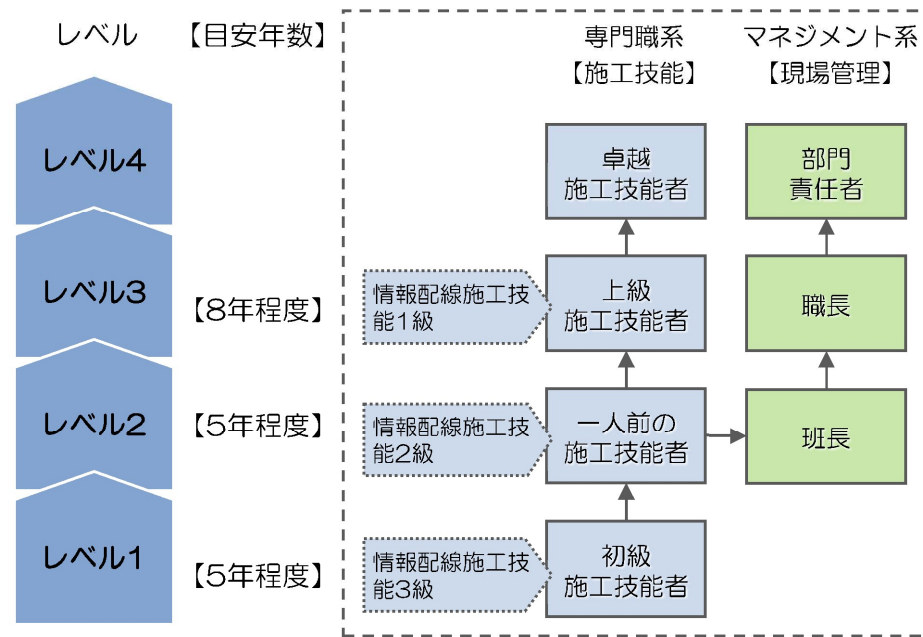 レベル 【目安年数】
専門職系
【施工技能】
マネジメント系
【現場管理】
レベル4
卓越
施工技能者
部門
責任者
レベル3
【8年程度】
情報配線施工技
能1級
上級
施工技能者
職長
レベル2
【5年程度】
情報配線施工技
能2級
一人前の
施工技能者
班長
レベル1
【5年程度】
情報配線施工技
能3級
初級
施工技能者